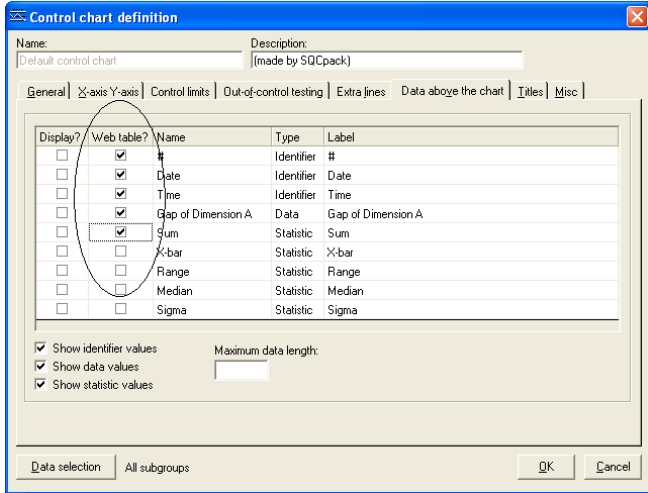 Control chart definition
Name: Description:
Default control chart (made by SQCpack)
General X-axis Y-axis Control limits Out-of-control testing Extra lines Data above the chart Titles Misc
Display? Web table? Name Type Label
# Identifier #
Date Identifier Date
Time Identifier Time
Gap of Dimension A Data Gap of Dimension A
Sum Statistic Sum
X-bar Statistic X-bar
Range Statistic Range
Median Statistic Median
Sigma Statistic Sigma
Show identifier values Maximum data length:
Show data values
Show statistic values
Data selection All subgroups OK Cancel